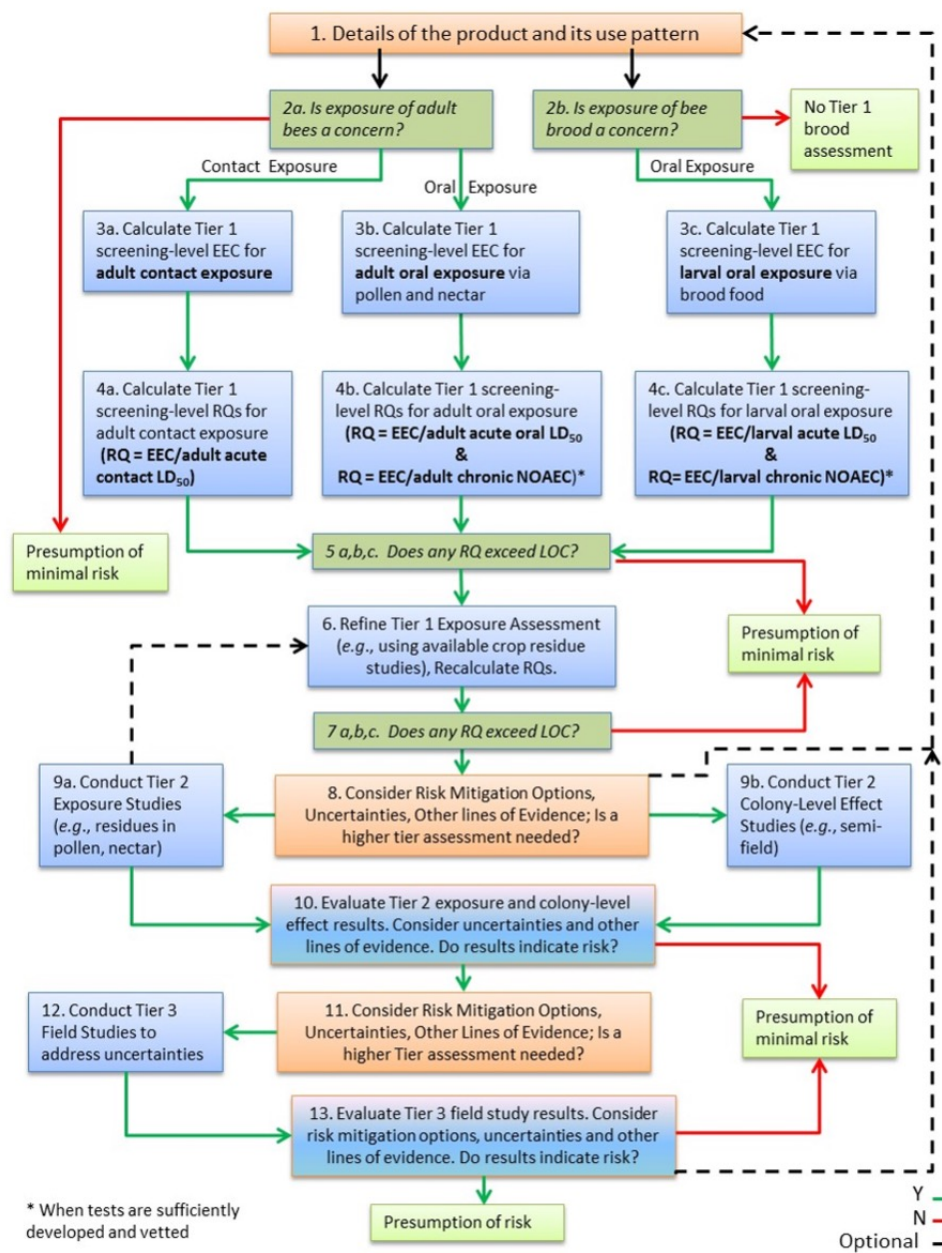 1. Details of the product and its use pattern
2a. Is exposure of adult
bees a concern?
2b. Is exposure of bee
brood a concern?
No Tier 1
brood
assessment
Contact Exposure
Oral Exposure
Oral Exposure
3a. Calculate Tier 1
screening-level EEC for
adult contact exposure
3b. Calculate Tier 1
screening-level EEC for
adult oral exposure via
pollen and nectar
3c. Calculate Tier 1
screening-level EEC for
larval oral exposure via
brood food
4a. Calculate Tier 1
screening-level RQs for
adult contact exposure
(RQ = EEC/adult acute
contact LD50)
4b. Calculate Tier 1 screening-
level RQs for adult oral exposure
(RQ = EEC/adult acute oral LD50
&
RQ = EEC/adult chronic NOAEC)*
4c. Calculate Tier 1 screening-
level RQs for larval oral exposure
(RQ = EEC/larval acute LD50
&
RQ= EEC/larval chronic NOAEC)*
Presumption of
minimal risk
5 a,b,c. Does any RQ exceed LOC?
6. Refine Tier 1 Exposure Assessment
(e.g., using available crop residue
studies), Recalculate RQs.
Presumption of
minimal risk
7 a,b,c. Does any RQ exceed LOC?
9a. Conduct Tier 2
Exposure Studies
(e.g., residues in
pollen, nectar)
8. Consider Risk Mitigation Options,
Uncertainties, Other lines of Evidence; Is a
higher tier assessment needed?
9b. Conduct Tier 2
Colony-Level Effect
Studies (e.g., semi-
field)
10. Evaluate Tier 2 exposure and colony-level
effect results. Consider uncertainties and other
lines of evidence. Do results indicate risk?
12. Conduct Tier 3
Field Studies to
address uncertainties
11. Consider Risk Mitigation Options,
Uncertainties, Other Lines of Evidence; Is
a higher Tier assessment needed?
Presumption of
minimal risk
13. Evaluate Tier 3 field study results. Consider
risk mitigation options, uncertainties and other
lines of evidence. Do results indicate risk?
Presumption of risk
* When tests are sufficiently
developed and vetted
Y
N
Optional